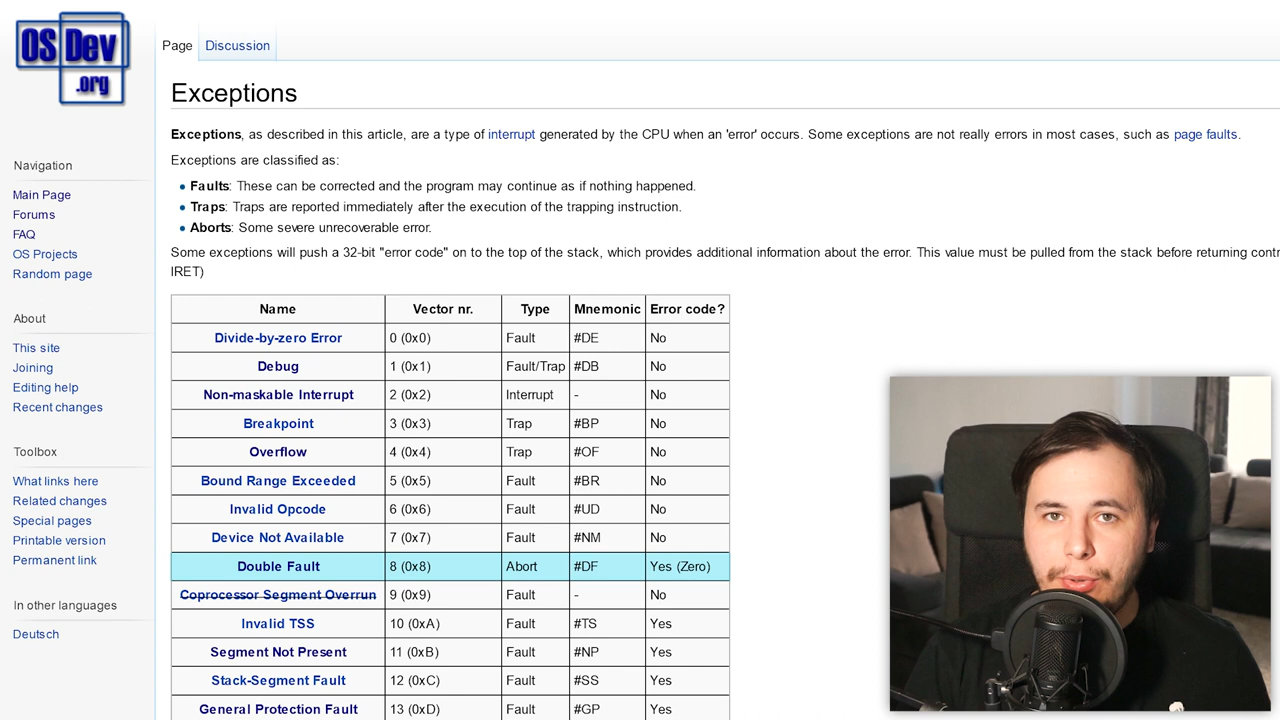 OS Dev
.org
Page Discussion
Exceptions
Exceptions, as described in this article, are a type of interrupt generated by the CPU when an 'error' occurs. Some exceptions are not really errors in most cases, such as page faults.
Exceptions are classified as:
Faults: These can be corrected and the program may continue as if nothing happened.
Traps: Traps are reported immediately after the execution of the trapping instruction.
Aborts: Some severe unrecoverable error.
Some exceptions will push a 32-bit "error code" on to the top of the stack, which provides additional information about the error. This value must be pulled from the stack before returning contr
IRET)
Name Vector nr. Type Mnemonic Error code?
Divide-by-zero Error 0 (0x0) Fault #DE No
Debug 1 (0x1) Fault/Trap #DB No
Non-maskable Interrupt 2 (0x2) Interrupt - No
Breakpoint 3 (0x3) Trap #BP No
Overflow 4 (0x4) Trap #OF No
Bound Range Exceeded 5 (0x5) Fault #BR No
Invalid Opcode 6 (0x6) Fault #UD No
Device Not Available 7 (0x7) Fault #NM No
Double Fault 8 (0x8) Abort #DF Yes (Zero)
Coprocessor Segment Overrun 9 (0x9) Fault - No
Invalid TSS 10 (0xA) Fault #TS Yes
Segment Not Present 11 (0xB) Fault #NP Yes
Stack-Segment Fault 12 (0xC) Fault #SS Yes
General Protection Fault 13 (0xD) Fault #GP Yes
Navigation
Main Page
Forums
FAQ
OS Projects
Random page
About
This site
Joining
Editing help
Recent changes
Toolbox
What links here
Related changes
Special pages
Printable version
Permanent link
In other languages
Deutsch